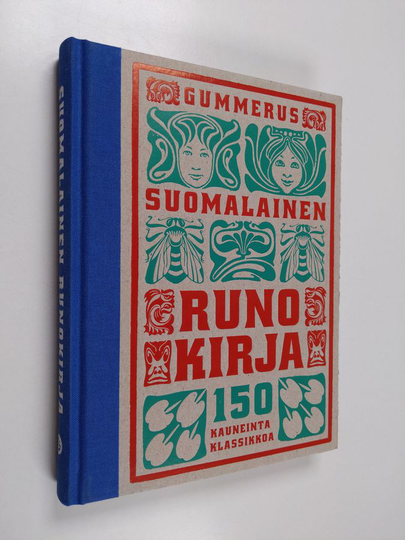 GUMMERUS
SUOMALAINEN
RUNO
KIRJA
150
KAUNEINTA
KLASSIKKOA
SUOMALAINEN RUNOKIRJA